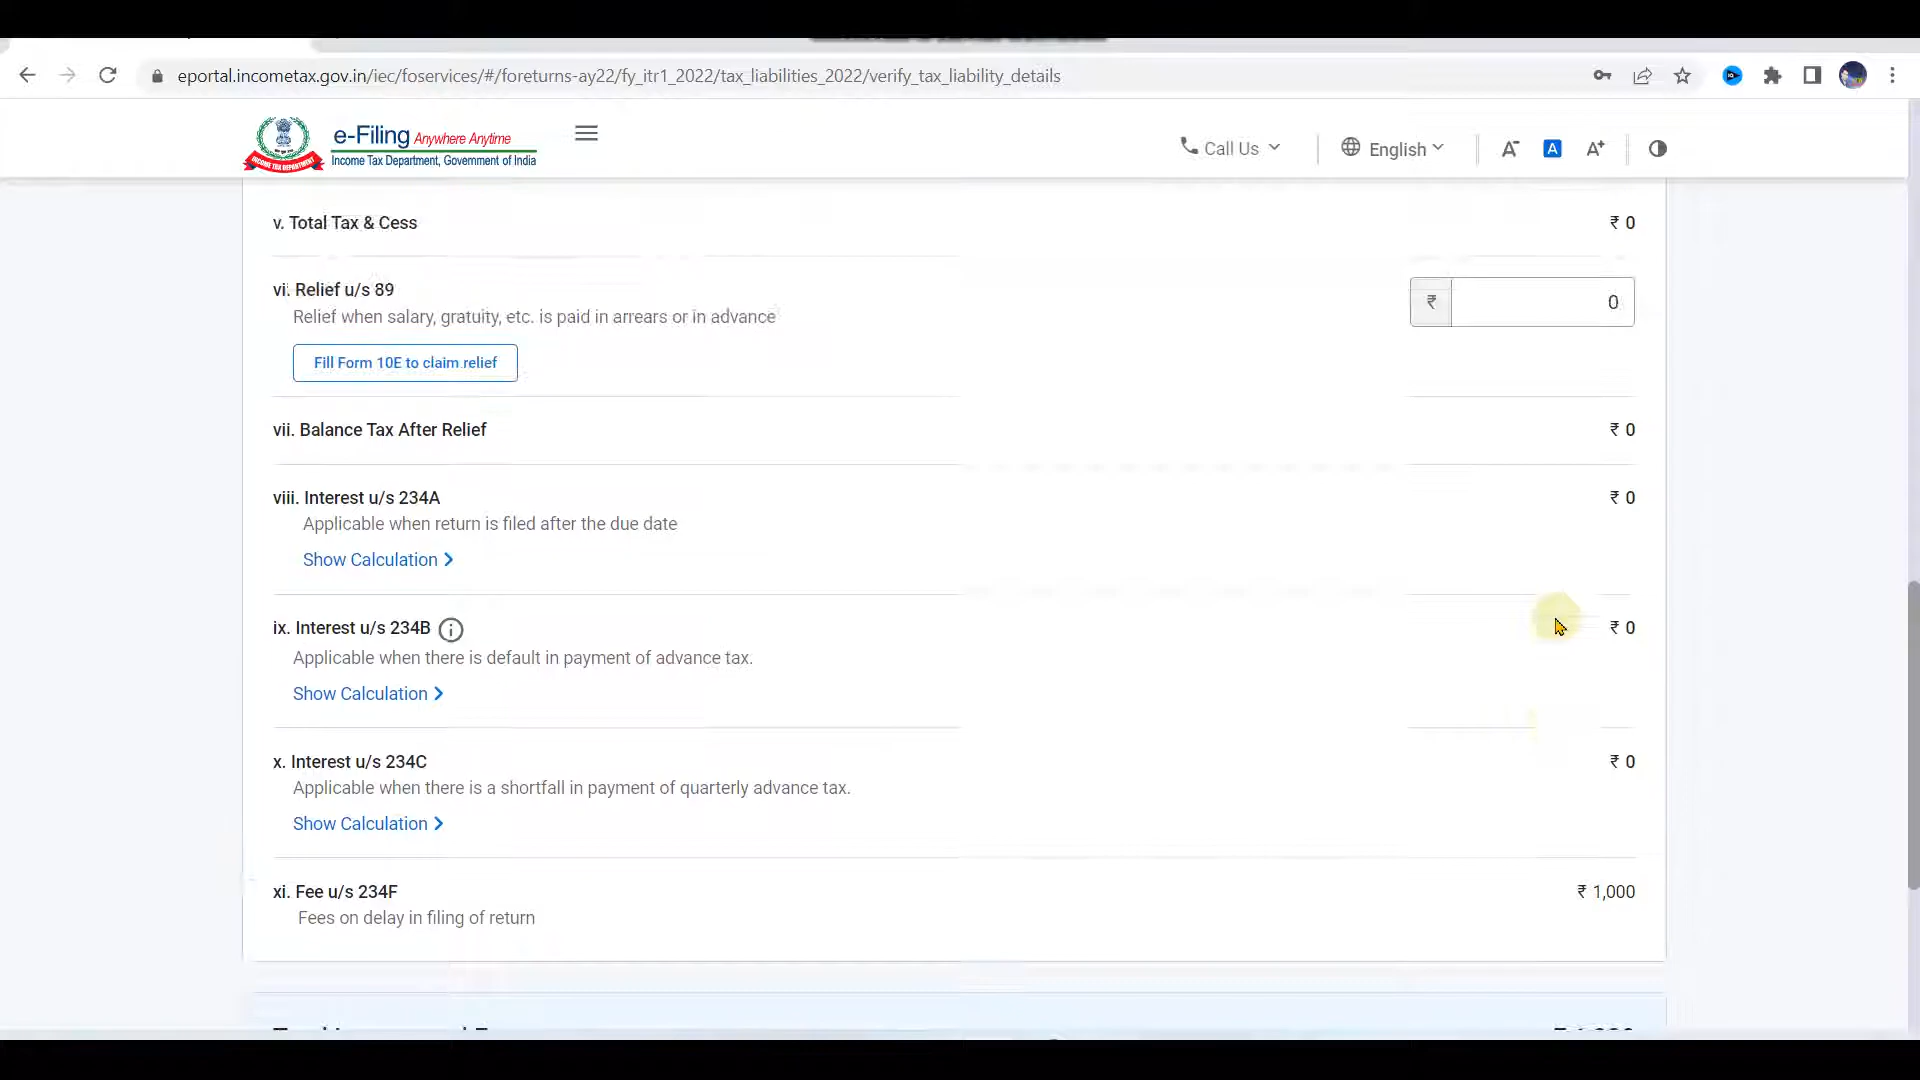 eportal.incometax.gov.in/iec/foservices/#/foreturns-ay22/fy_itr1_2022/tax_liabilities_2022/verify_tax_liability_details
e-Filing Anywhere Anytime
Income Tax Department, Government of India
INCOME TAX DEPARTMENT
Call Us
English
A-
A
A+
v. Total Tax & Cess
₹ 0
vi. Relief u/s 89
₹ 0
Relief when salary, gratuity, etc. is paid in arrears or in advance
Fill Form 10E to claim relief
vii. Balance Tax After Relief
₹ 0
viii. Interest u/s 234A
₹ 0
Applicable when return is filed after the due date
Show Calculation
ix. Interest u/s 234B
₹ 0
Applicable when there is default in payment of advance tax.
Show Calculation
x. Interest u/s 234C
₹ 0
Applicable when there is a shortfall in payment of quarterly advance tax.
Show Calculation
xi. Fee u/s 234F
₹ 1,000
Fees on delay in filing of return